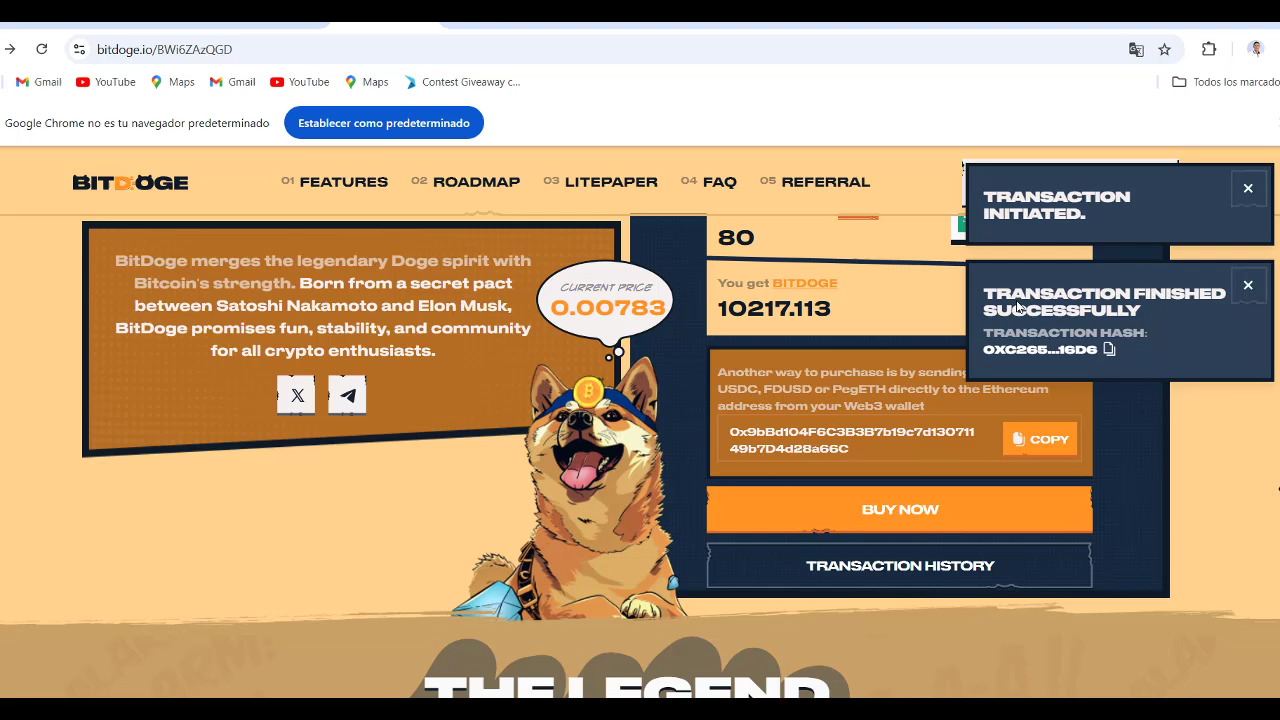 bitdoge.io/BWi6ZAzQGD
Gmail YouTube Maps Gmail YouTube Maps Contest Giveaway c... Todos los marcado
Google Chrome no es tu navegador predeterminado Establecer como predeterminado
BITDOGE 01 FEATURES 02 ROADMAP 03 LITEPAPER 04 FAQ 05 REFERRAL
TRANSACTION
INITIATED.
TRANSACTION FINISHED
SUCCESSFULLY
TRANSACTION HASH:
0XC265...16D6
BitDoge merges the legendary Doge spirit with
Bitcoin's strength. Born from a secret pact
between Satoshi Nakamoto and Elon Musk,
BitDoge promises fun, stability, and community
for all crypto enthusiasts.
CURRENT PRICE
0.00783
80
You get BITDOGE
10217.113
Another way to purchase is by sending
USDC, FDUSD or PegETH directly to the Ethereum
address from your Web3 wallet
0x9bBd104F6C3B3B7b19c7d130711
49b7D4d28a66C
COPY
BUY NOW
TRANSACTION HISTORY
THE LEGEND